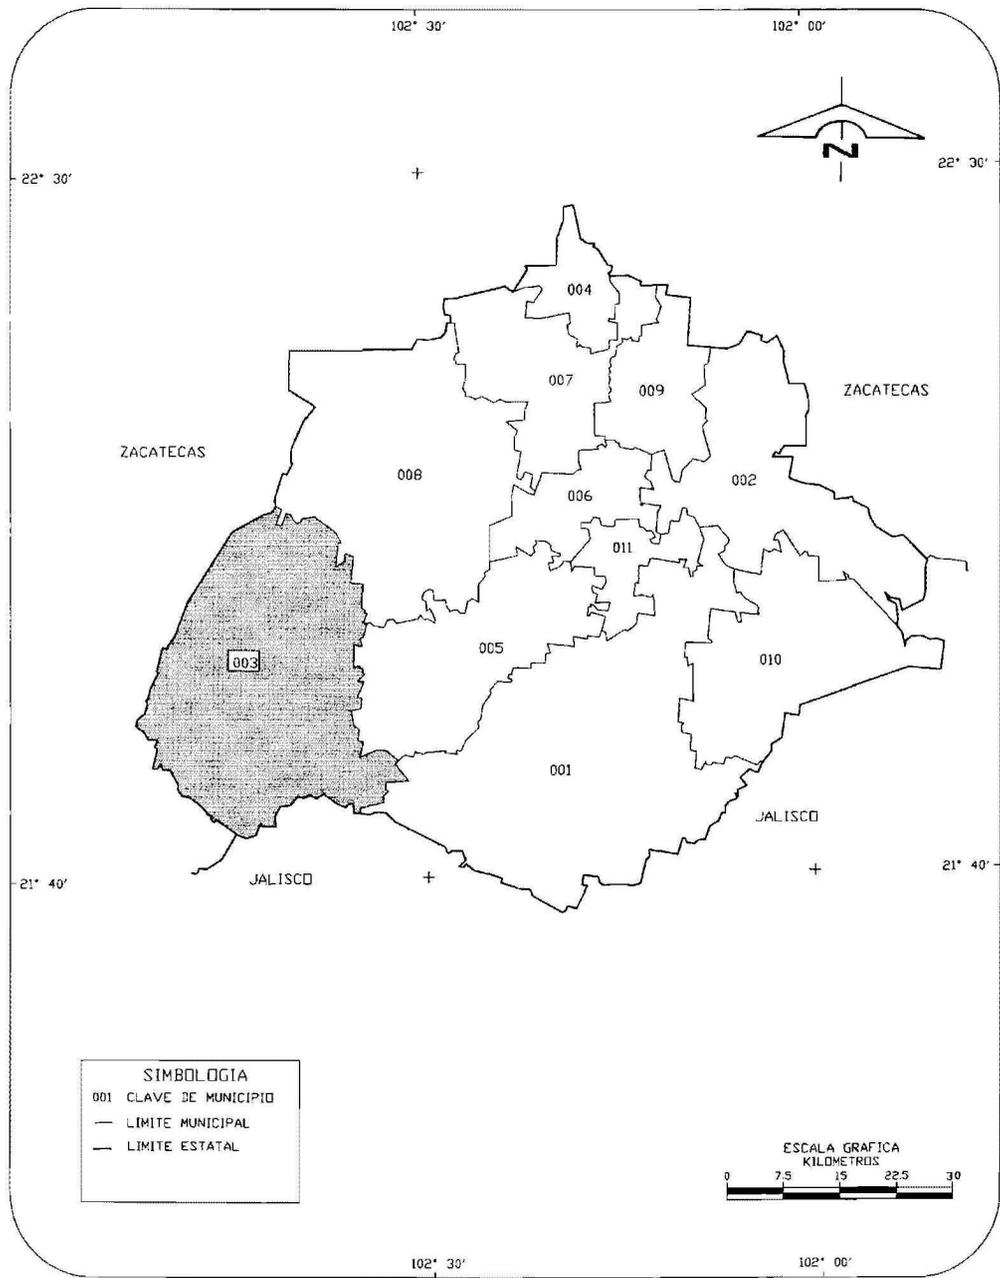 102° 30'
102° 00'
N
22° 30'
22° 30'
004
007
009
ZACATECAS
ZACATECAS
008
002
006
011
003
005
010
001
JALISCO
JALISCO
21° 40'
21° 40'
SIMBOLOGIA
001 CLAVE DE MUNICIPIO
LIMITE MUNICIPAL
LIMITE ESTATAL
ESCALA GRAFICA
KILOMETROS
0 7.5 15 22.5 30
102° 30'
102° 00'